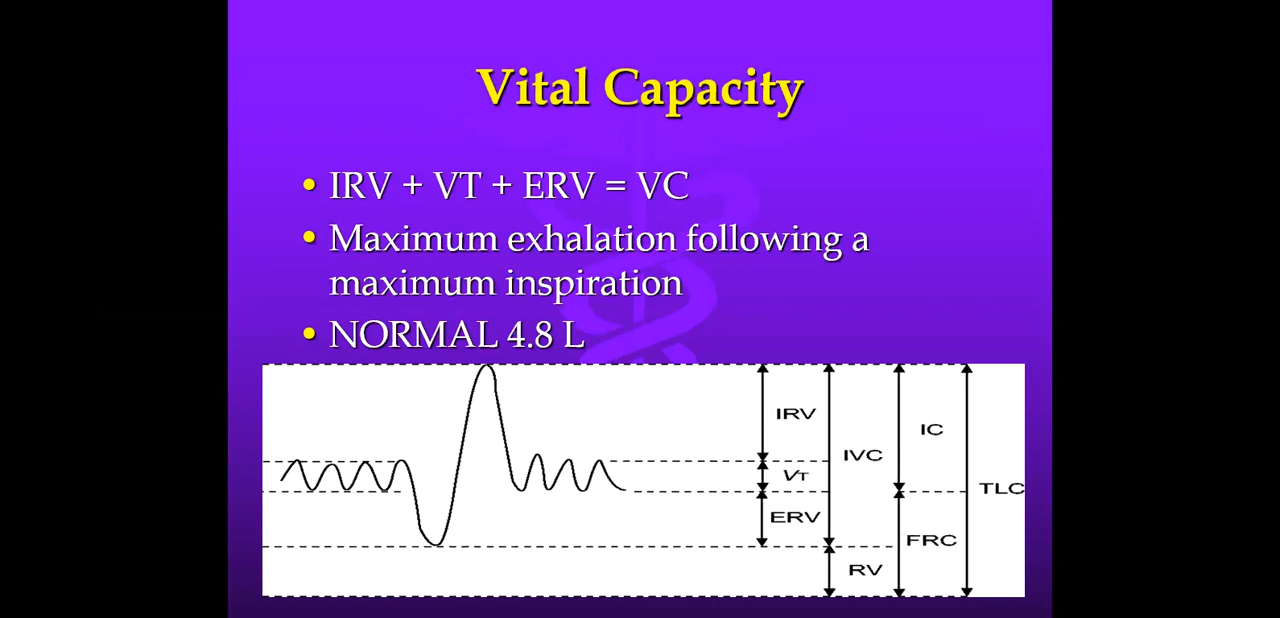 Vital Capacity
• IRV + VT + ERV = VC
• Maximum exhalation following a
maximum inspiration
• NORMAL 4.8 L
IRV
IC
IVC
VT
TLC
ERV
FRC
RV